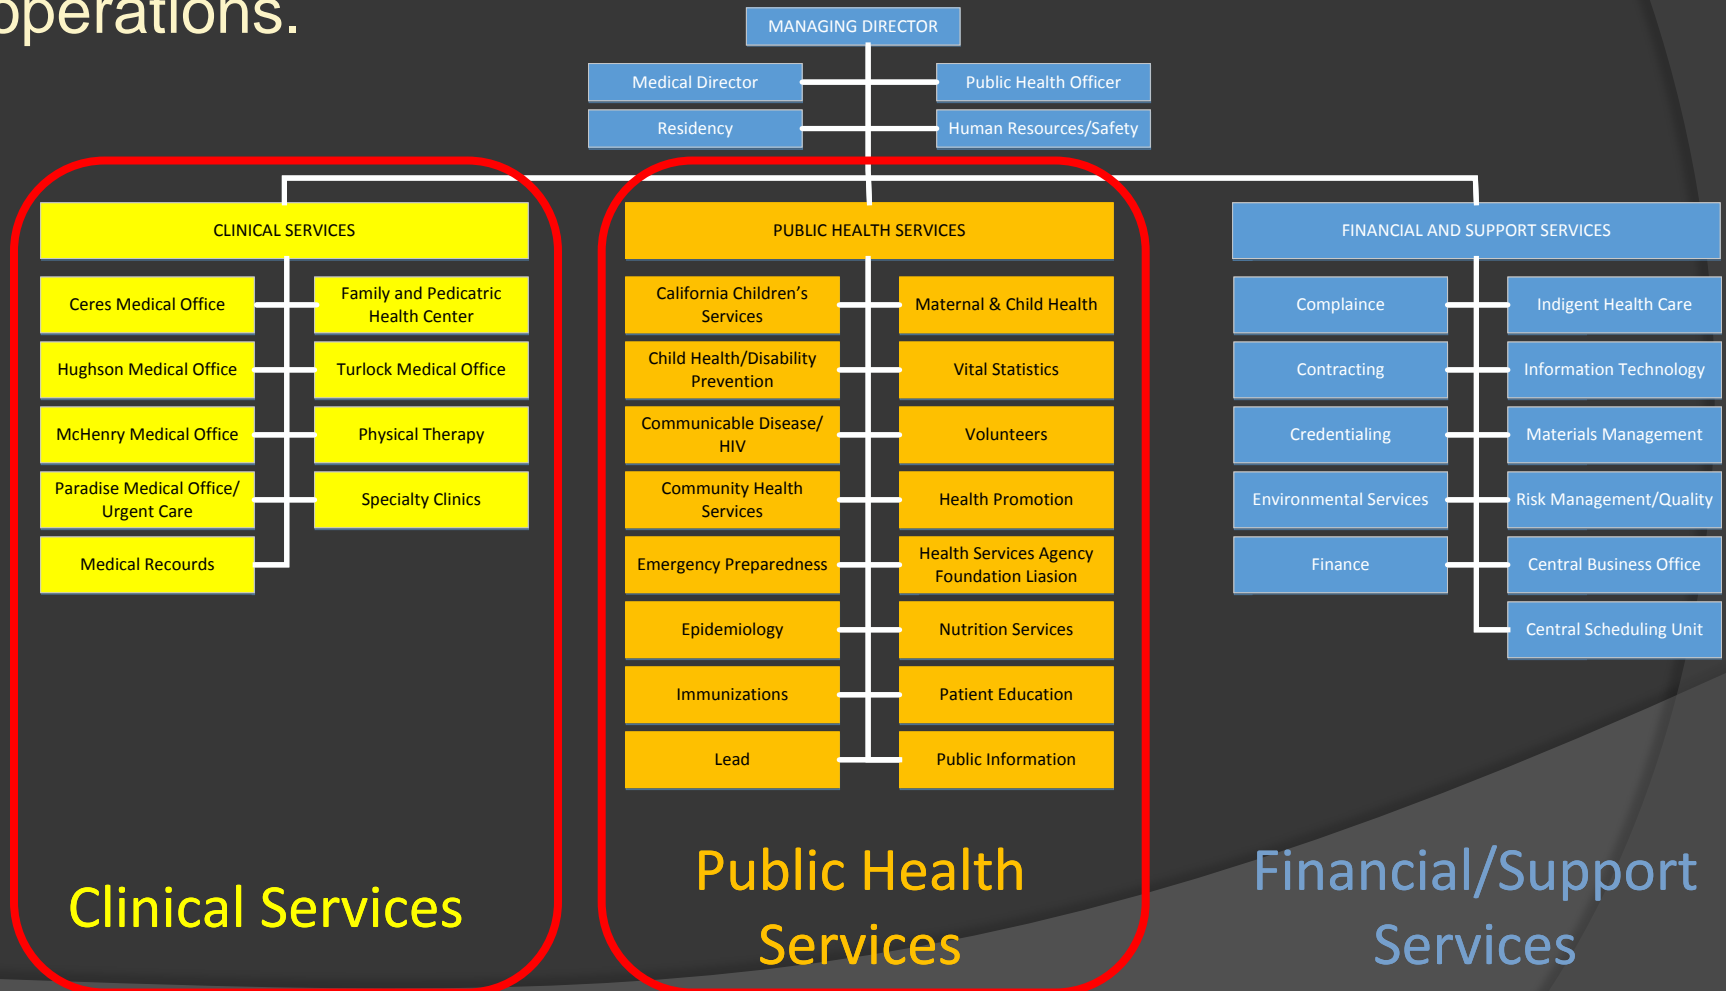 operations.
MANAGING DIRECTOR
Medical Director
Public Health Officer
Residency
Human Resources/Safety
CLINICAL SERVICES
Ceres Medical Office
Family and Pedicatric
Health Center
Hughson Medical Office
Turlock Medical Office
McHenry Medical Office
Physical Therapy
Paradise Medical Office/
Urgent Care
Specialty Clinics
Medical Recourds
Clinical Services
PUBLIC HEALTH SERVICES
California Children’s
Services
Maternal & Child Health
Child Health/Disability
Prevention
Vital Statistics
Communicable Disease/
HIV
Volunteers
Community Health
Services
Health Promotion
Emergency Preparedness
Health Services Agency
Foundation Liasion
Epidemiology
Nutrition Services
Immunizations
Patient Education
Lead
Public Information
Public Health
Services
FINANCIAL AND SUPPORT SERVICES
Complaince
Indigent Health Care
Contracting
Information Technology
Credentialing
Materials Management
Environmental Services
Risk Management/Quality
Finance
Central Business Office
Central Scheduling Unit
Financial/Support
Services